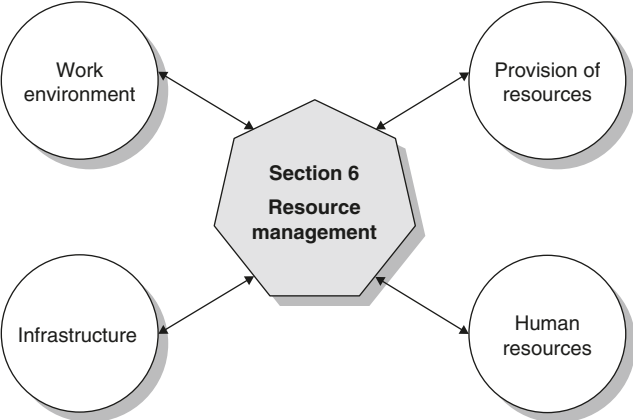 Work
environment
Provision of
resources
Section 6
Resource
management
Infrastructure
Human
resources